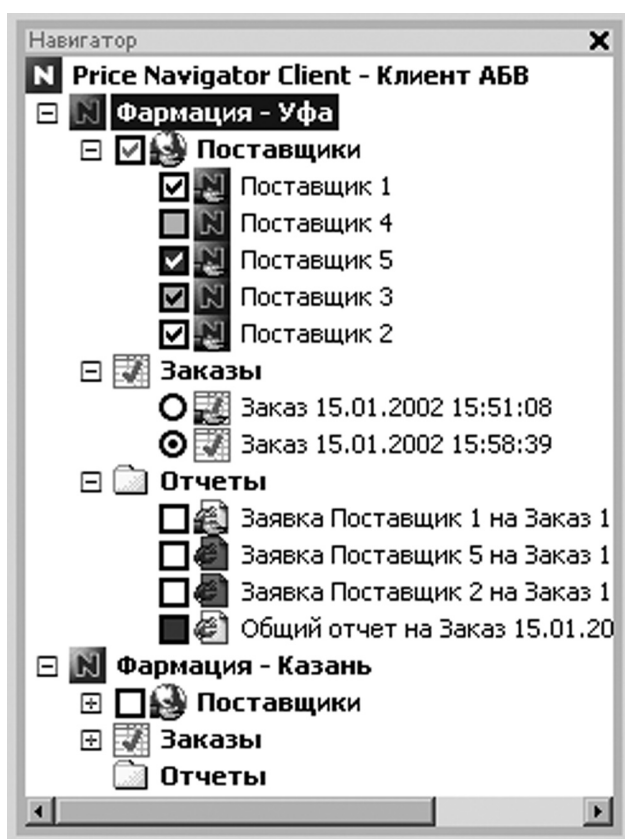 Навигатор
Price Navigator Client - Клиент АБВ
Фармация - Уфа
Поставщики
Поставщик 1
Поставщик 4
Поставщик 5
Поставщик 3
Поставщик 2
Заказы
Заказ 15.01.2002 15:51:08
Заказ 15.01.2002 15:58:39
Отчеты
Заявка Поставщик 1 на Заказ 1
Заявка Поставщик 5 на Заказ 1
Заявка Поставщик 2 на Заказ 1
Общий отчет на Заказ 15.01.20
Фармация - Казань
Поставщики
Заказы
Отчеты